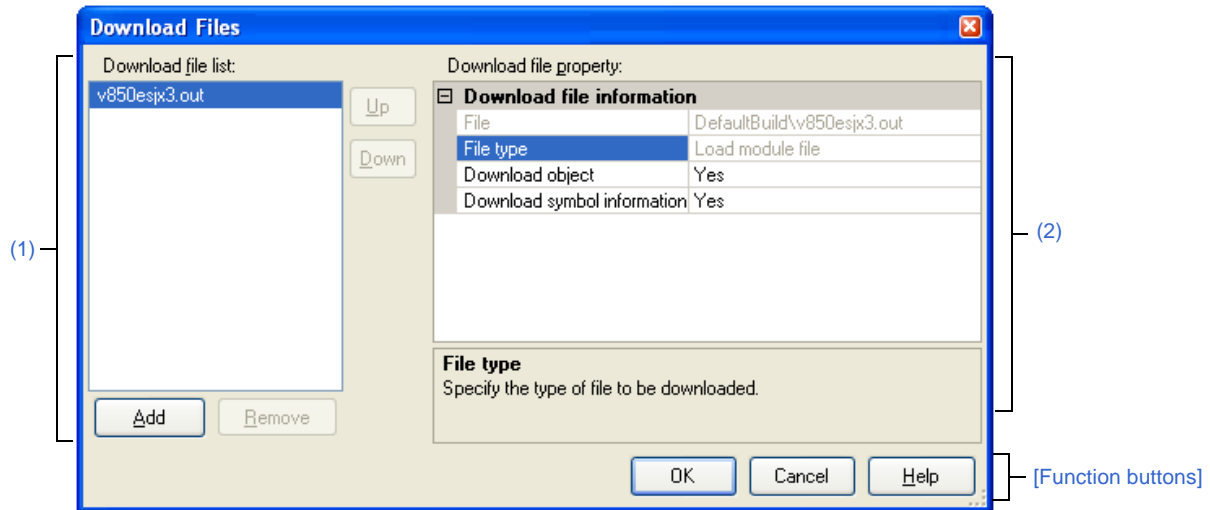 Download Files
Download file list:
v850esjx3.out
Up
Down
Add
Remove
Download file property:
Download file information
File DefaultBuild\v850esjx3.out
File type Load module file
Download object Yes
Download symbol information Yes
File type
Specify the type of file to be downloaded.
OK Cancel Help
(1)
(2)
[Function buttons]